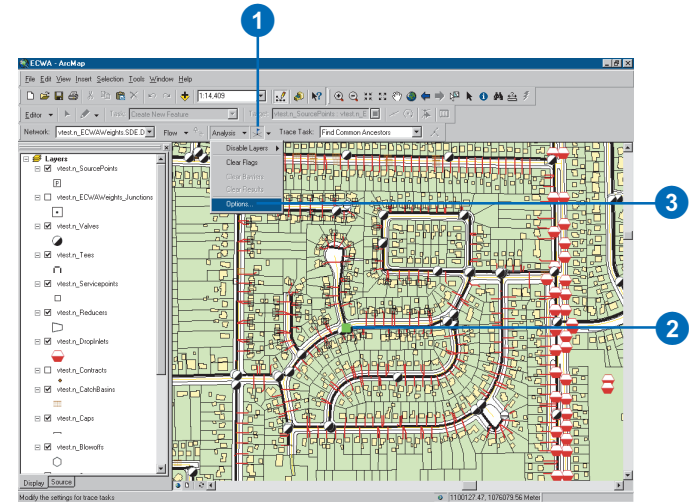 1
ECWA - ArcMap
File Edit View Insert Selection Tools Window Help
1:14,409
Editor Task: Create New Feature Target: vtest.n_SourcePoints : vtest.n_E
Network: vtest.n_ECWAWeights.SDE.D Flow Analysis Trace Task: Find Common Ancestors
Disable Layers
Clear Flags
Clear Barriers
Clear Results
Options...
3
Layers
vtest.n_SourcePoints
vtest.n_ECWAWeights_Junctions
vtest.n_Valves
vtest.n_Tees
vtest.n_Servicepoints
vtest.n_Reducers
vtest.n_DropInlets
vtest.n_Contracts
vtest.n_CatchBasins
vtest.n_Caps
vtest.n_Blowoffs
2
Display Source
Modify the settings for trace tasks
1100127.47, 1076079.56 Meter